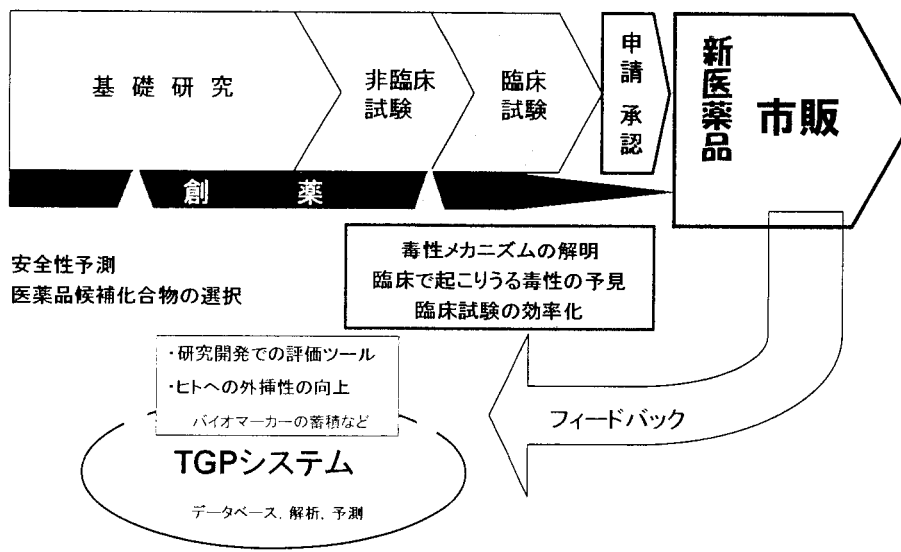 基礎研究
非臨床
試験
臨床
試験
申請 承認
新医薬品
市販
創薬
安全性予測
医薬品候補化合物の選択
毒性メカニズムの解明
臨床で起こりうる毒性の予見
臨床試験の効率化
・研究開発での評価ツール
・ヒトへの外挿性の向上
バイオマーカーの蓄積など
フィードバック
TGPシステム
データベース, 解析, 予測